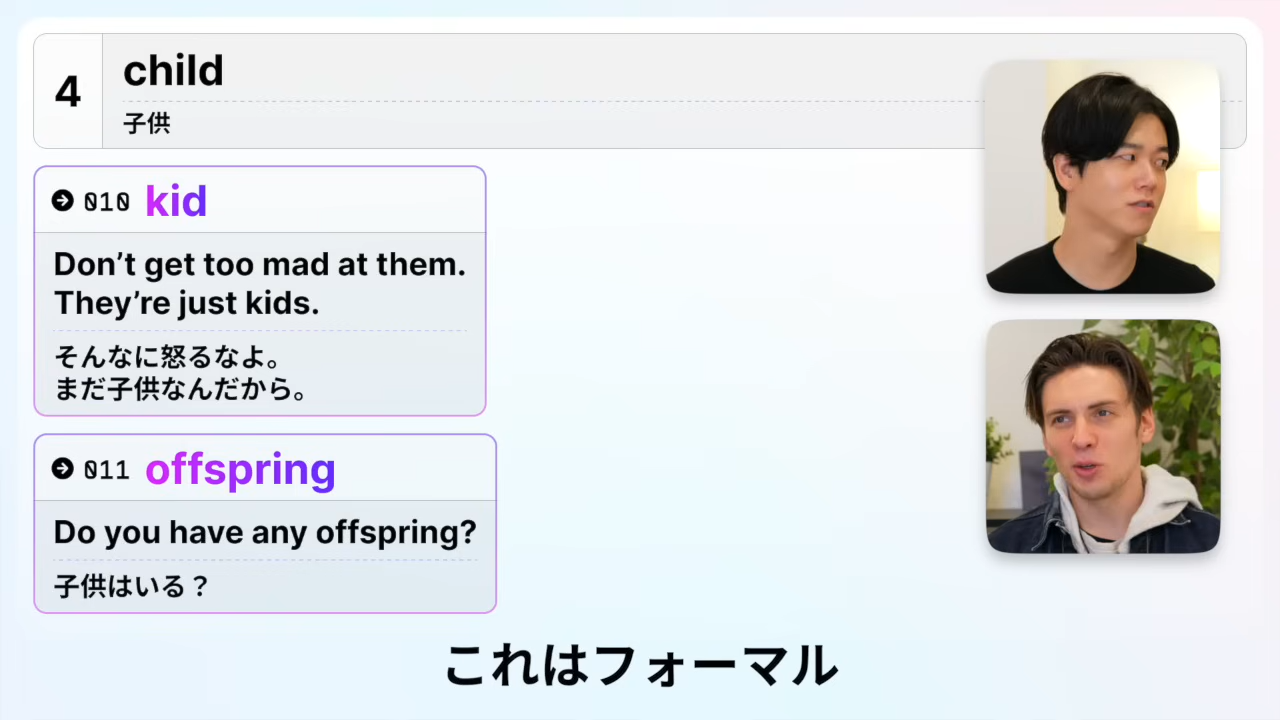 4
child
子供
010 kid
Don't get too mad at them.
They're just kids.
そんなに怒るなよ。
まだ子供なんだから。
011 offspring
Do you have any offspring?
子供はいる？
これはフォーマル